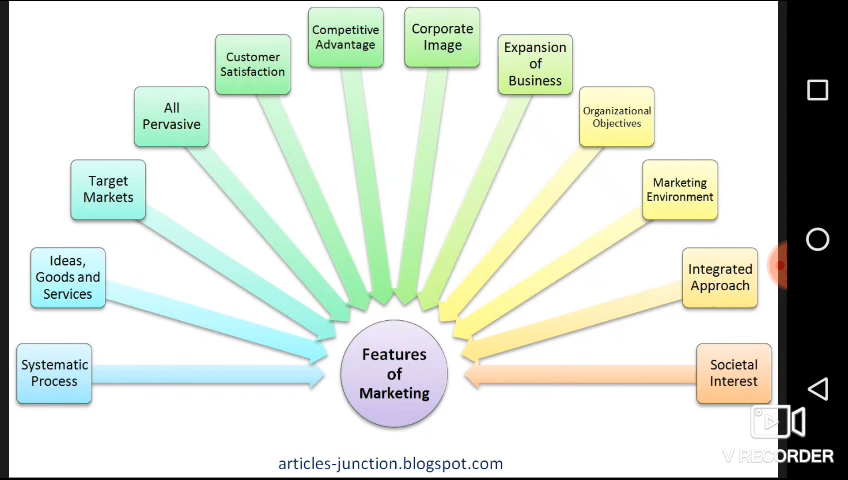 Systematic
Process
Ideas,
Goods and
Services
Target
Markets
All
Pervasive
Customer
Satisfaction
Competitive
Advantage
Corporate
Image
Expansion
of
Business
Organizational
Objectives
Marketing
Environment
Integrated
Approach
Societal
Interest
Features
of
Marketing
articles-junction.blogspot.com
V RECORDER